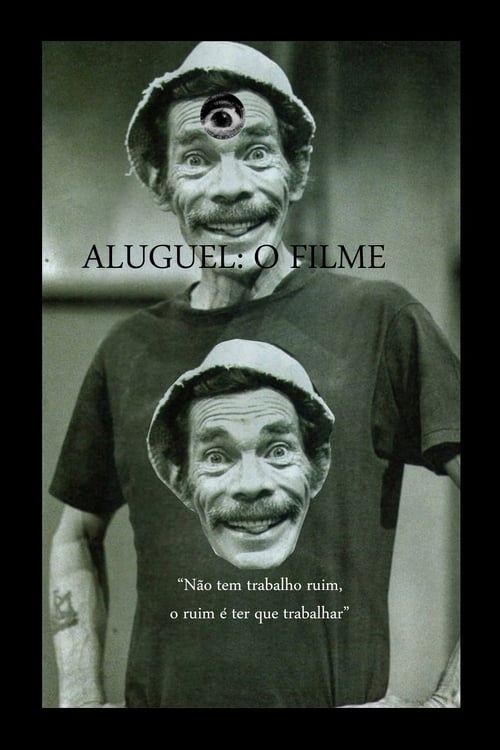 ALUGUEL: O FILME
“Não tem trabalho ruim,
o ruim é ter que trabalhar”